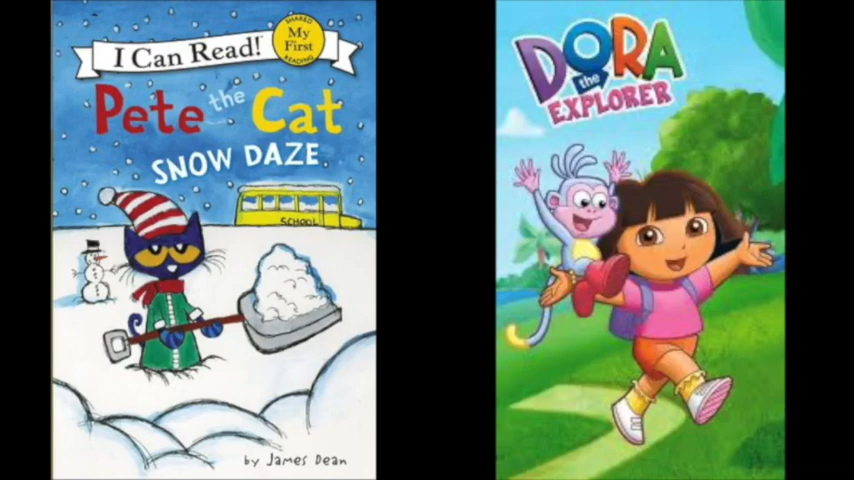 I Can Read!
SHARED
My
First
READING
Pete the Cat
SNOW DAZE
SCHOOL
by James Dean
DORA
the
EXPLORER